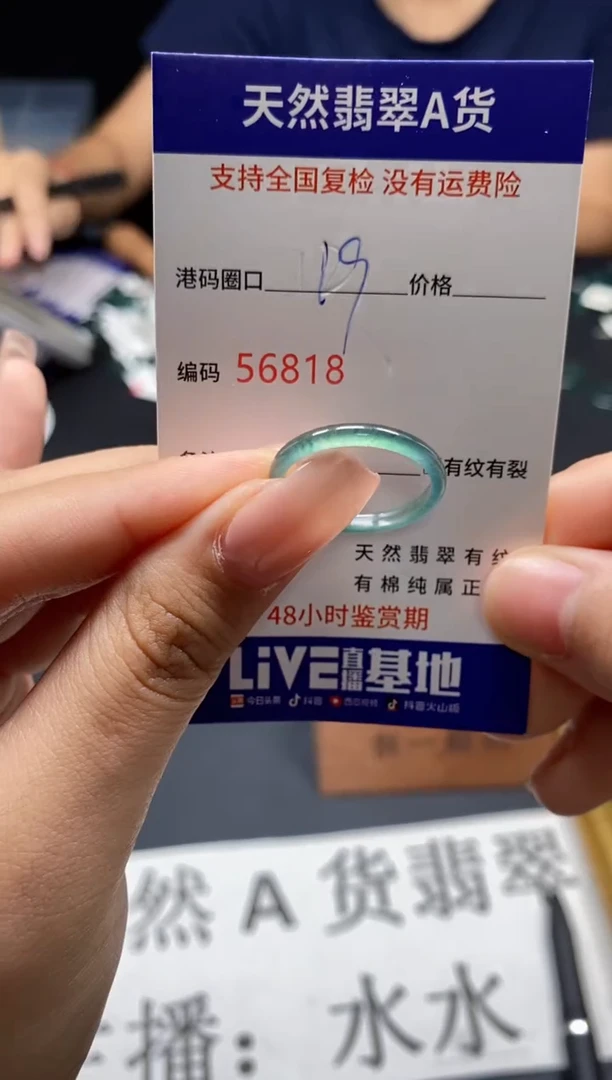 天然翡翠A货
支持全国复检 没有运费险
港码圈口 19 价格
编码 56818
有纹有裂
天然翡翠有纹
有棉纯属正
48小时鉴赏期
LiVE直播基地
今日头条 抖音 西瓜视频 抖音火山版
然A货翡翠
播：水水